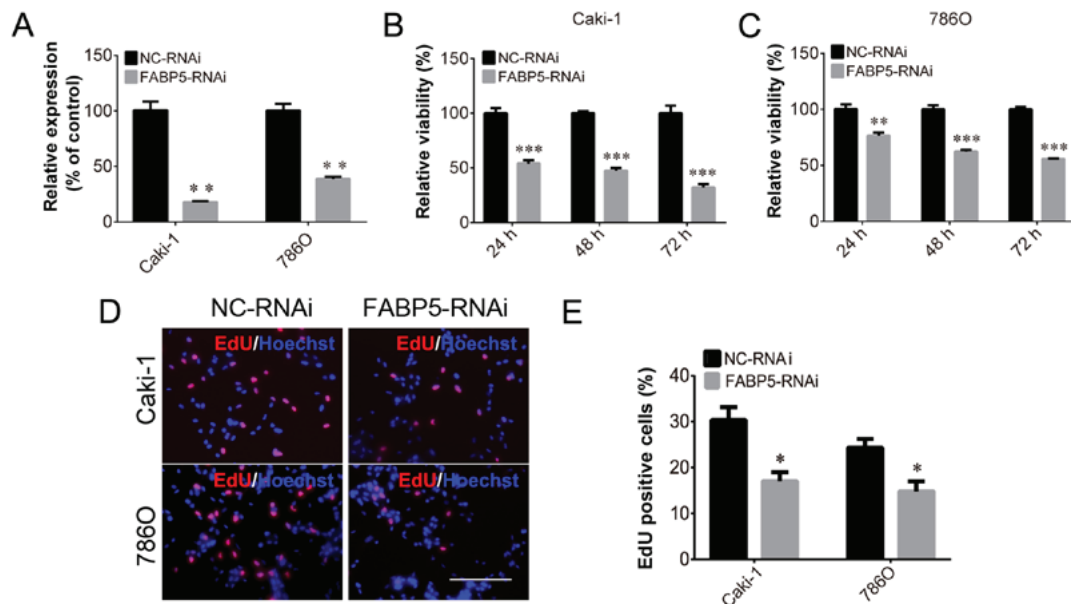 A
Relative expression
(% of control)
150
100
50
0
NC-RNAi
FABP5-RNAi
* *
* *
Caki-1
786O
B
Caki-1
Relative viability (%)
150
100
50
0
NC-RNAi
FABP5-RNAi
***
***
***
24 h
48 h
72 h
C
786O
Relative viability (%)
150
100
50
0
NC-RNAi
FABP5-RNAi
**
***
***
24 h
48 h
72 h
D
NC-RNAi
FABP5-RNAi
Caki-1
EdU/Hoechst
EdU/Hoechst
786O
EdU/Hoechst
EdU/Hoechst
E
EdU positive cells (%)
40
30
20
10
0
NC-RNAi
FABP5-RNAi
*
*
Caki-1
786O